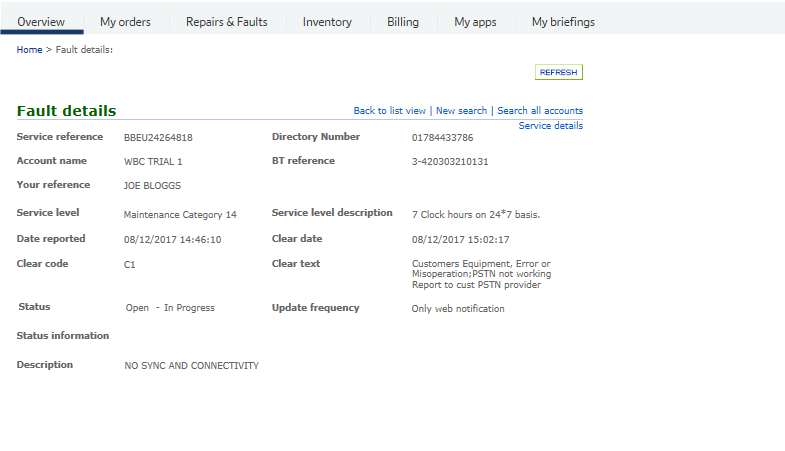 Overview My orders Repairs & Faults Inventory Billing My apps My briefings
Home > Fault details:
REFRESH
Fault details Back to list view | New search | Search all accounts
Service details
Service reference BBEU24264818 Directory Number 01784433786
Account name WBC TRIAL 1 BT reference 3-420303210131
Your reference JOE BLOGGS
Service level Maintenance Category 14 Service level description 7 Clock hours on 24*7 basis.
Date reported 08/12/2017 14:46:10 Clear date 08/12/2017 15:02:17
Clear code C1 Clear text Customers Equipment, Error or
Misoperation;PSTN not working
Report to cust PSTN provider
Status Open - In Progress Update frequency Only web notification
Status information
Description NO SYNC AND CONNECTIVITY